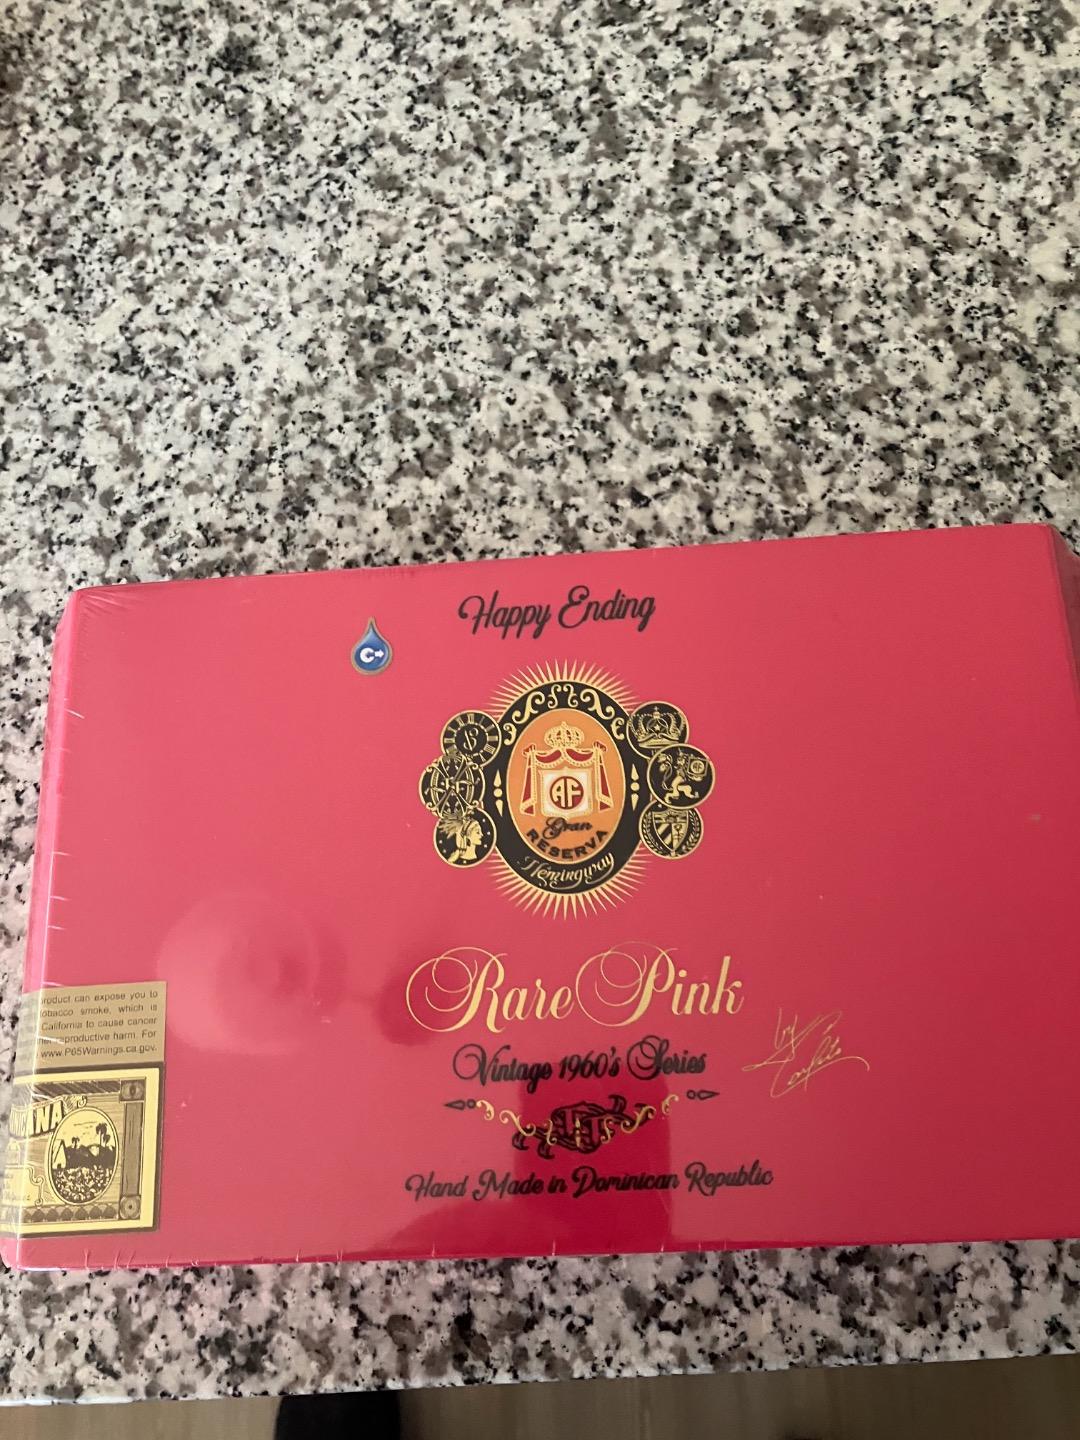 Happy Ending
AF
Gran
RESERVA
Hemingway
Rare Pink
Vintage 1960's Series
Hand Made in Dominican Republic
product can expose you to
tobacco smoke, which is
California to cause cancer
reproductive harm. For
www.P65Warnings.ca.gov.